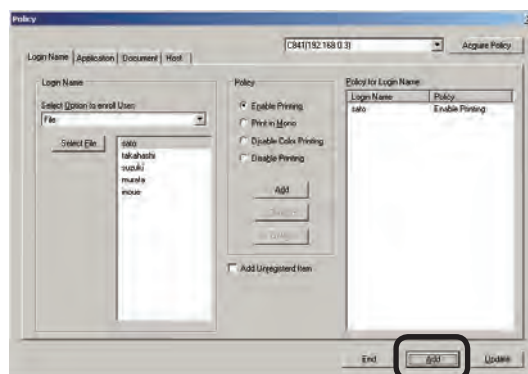 Policy
C841(192.168.0.3)
Acquire Policy
Login Name Application Document Host
Login Name
Select Option to enroll User:
File
Select File
sato
takahashi
suzuki
murata
inoue
Policy
Enable Printing
Print in Mono
Disable Color Printing
Disable Printing
Add
Add Unregisterd Item
Policy for Login Name:
Login Name Policy
sato Enable Printing
End Add Update